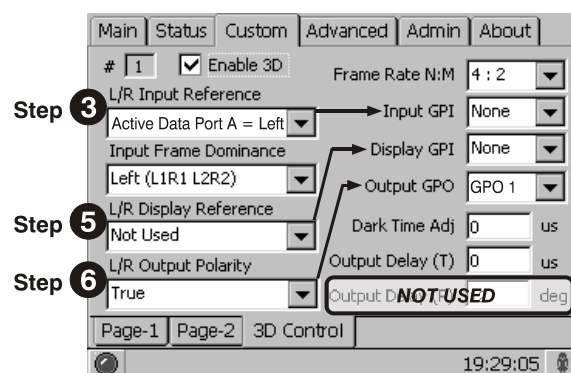 Main Status Custom Advanced Admin About
# 1 Enable 3D
Frame Rate N:M 4 : 2
Step 3
L/R Input Reference
Active Data Port A = Left
Input GPI None
Input Frame Dominance
Left (L1R1 L2R2)
Display GPI None
Output GPO GPO 1
Step 5
L/R Display Reference
Not Used
Dark Time Adj 0 us
Step 6
L/R Output Polarity
True
Output Delay (T) 0 us
Output Delay (R) deg
NOT USED
Page-1 Page-2 3D Control
19:29:05